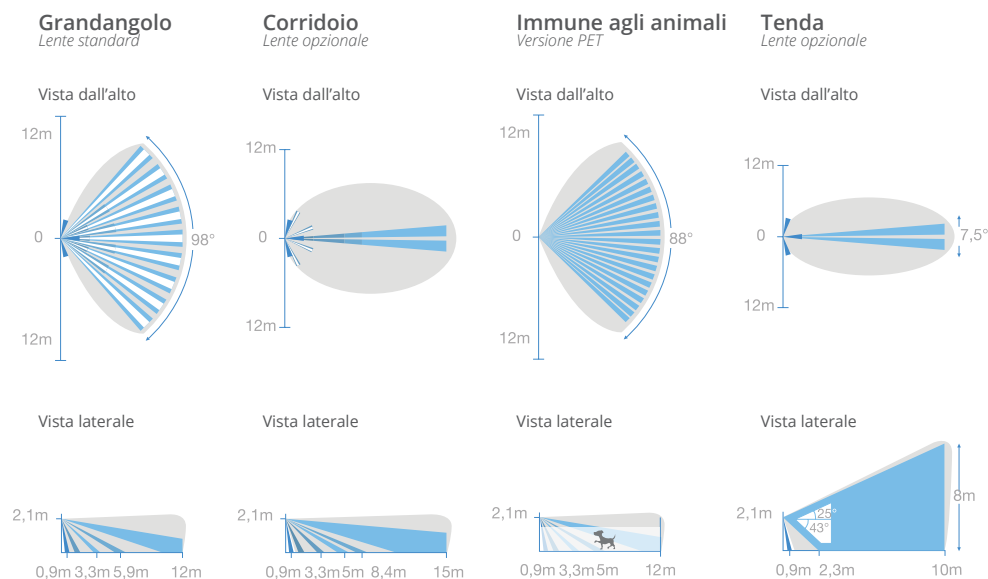 Grandangolo
Lente standard
Vista dall'alto
12m
0
98°
12m
Vista laterale
2,1m
0,9m 3,3m 5,9m 12m
Corridoio
Lente opzionale
Vista dall'alto
12m
0
12m
Vista laterale
2,1m
0,9m 3,3m 5m 8,4m 15m
Immune agli animali
Versione PET
Vista dall'alto
12m
0
88°
12m
Vista laterale
2,1m
0,9m 3,3m 5m 12m
Tenda
Lente opzionale
Vista dall'alto
12m
0
7,5°
12m
Vista laterale
8m
2,1m
25°
43°
0,9m 2,3m 10m